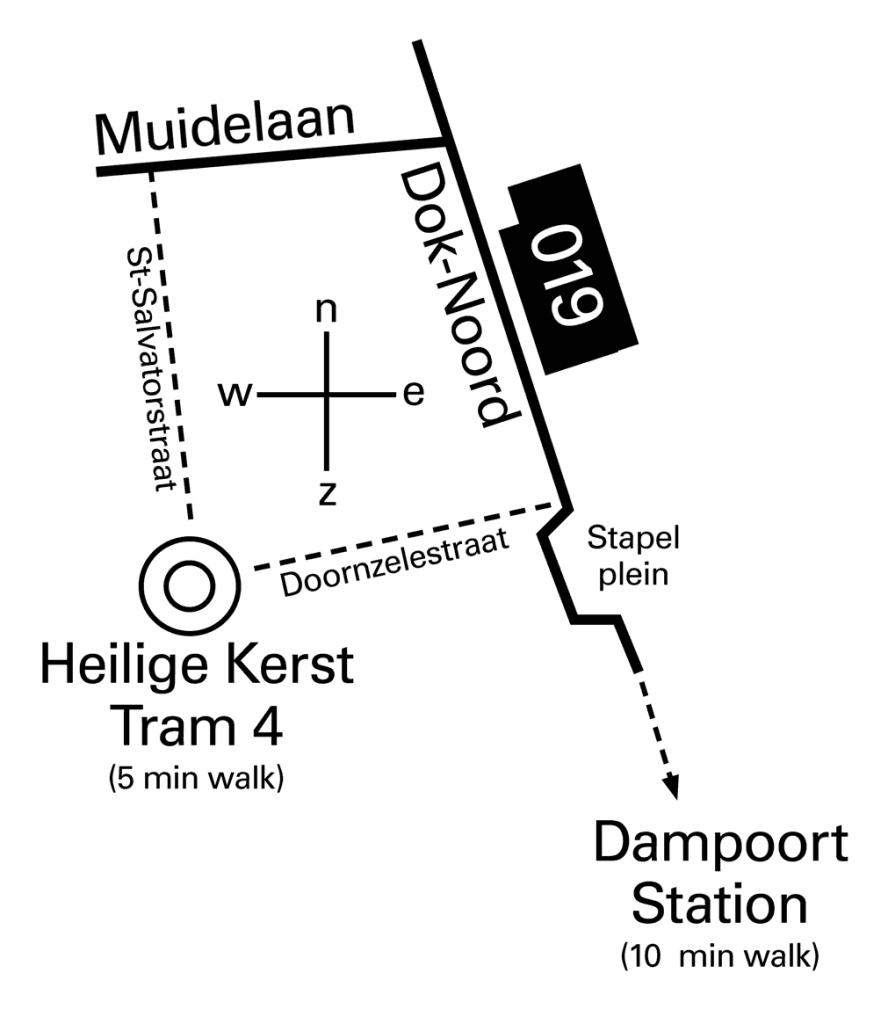 Muidelaan
Dok-Noord
019
St-Salvatorstraat
n
w e
z
Doornzelestraat
Stapel
plein
Heilige Kerst
Tram 4
(5 min walk)
Dampoort
Station
(10 min walk)